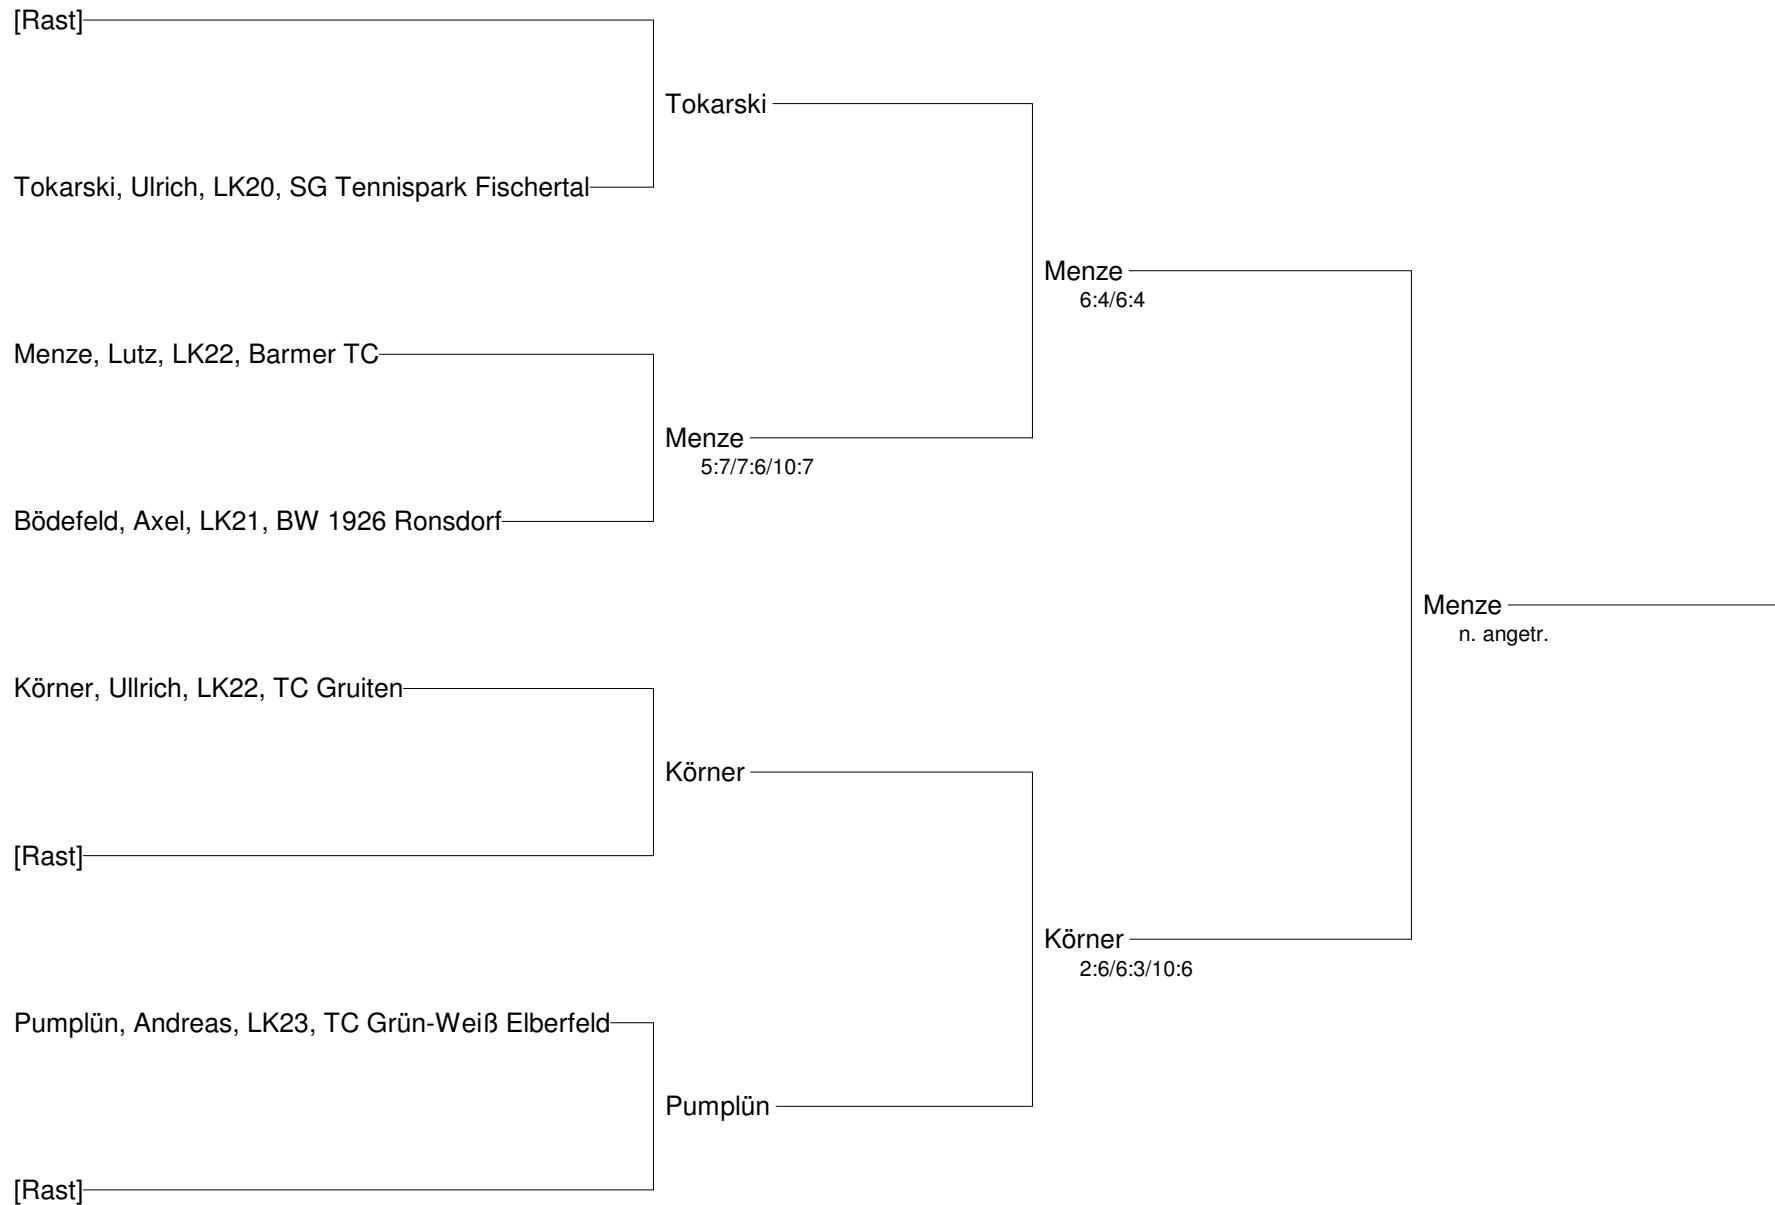 [Rast]
Tokarski
Tokarski, Ulrich, LK20, SG Tennispark Fischertal
Menze
6:4/6:4
Menze, Lutz, LK22, Barmer TC
Menze
5:7/7:6/10:7
Bödefeld, Axel, LK21, BW 1926 Ronsdorf
Menze
n. angetr.
Körner, Ullrich, LK22, TC Gruiten
Körner
[Rast]
Körner
2:6/6:3/10:6
Pumplün, Andreas, LK23, TC Grün-Weiß Elberfeld
Pumplün
[Rast]